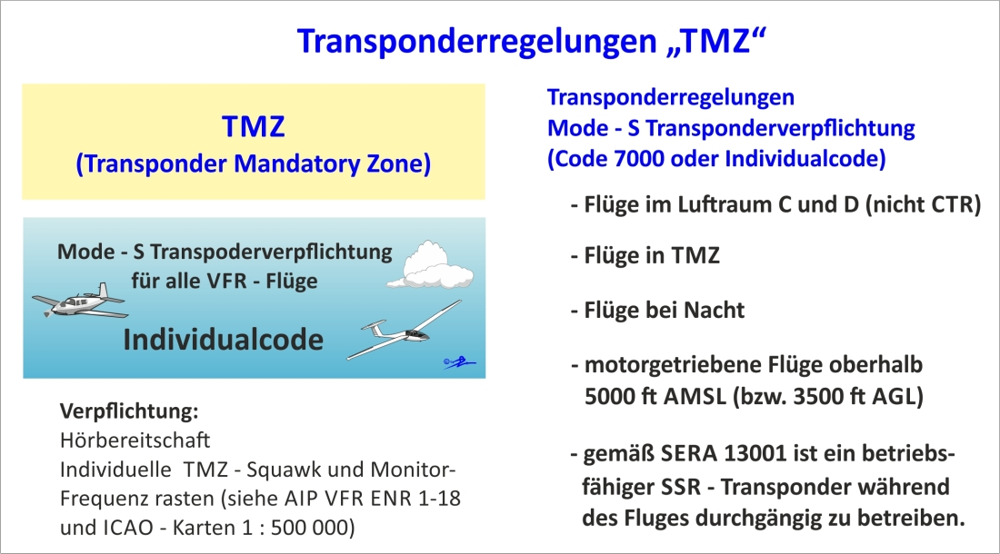 Transponderregelungen „TMZ“
TMZ
(Transponder Mandatory Zone)
Mode - S Transpoderverpflichtung
für alle VFR - Flüge
Individualcode
Verpflichtung:
Hörbereitschaft
Individuelle TMZ - Squawk und Monitor-
Frequenz rasten (siehe AIP VFR ENR 1-18
und ICAO - Karten 1 : 500 000)
Transponderregelungen
Mode - S Transponderverpflichtung
(Code 7000 oder Individualcode)
- Flüge im Luftraum C und D (nicht CTR)
- Flüge in TMZ
- Flüge bei Nacht
- motorgetriebene Flüge oberhalb
5000 ft AMSL (bzw. 3500 ft AGL)
- gemäß SERA 13001 ist ein betriebs-
fähiger SSR - Transponder während
des Fluges durchgängig zu betreiben.